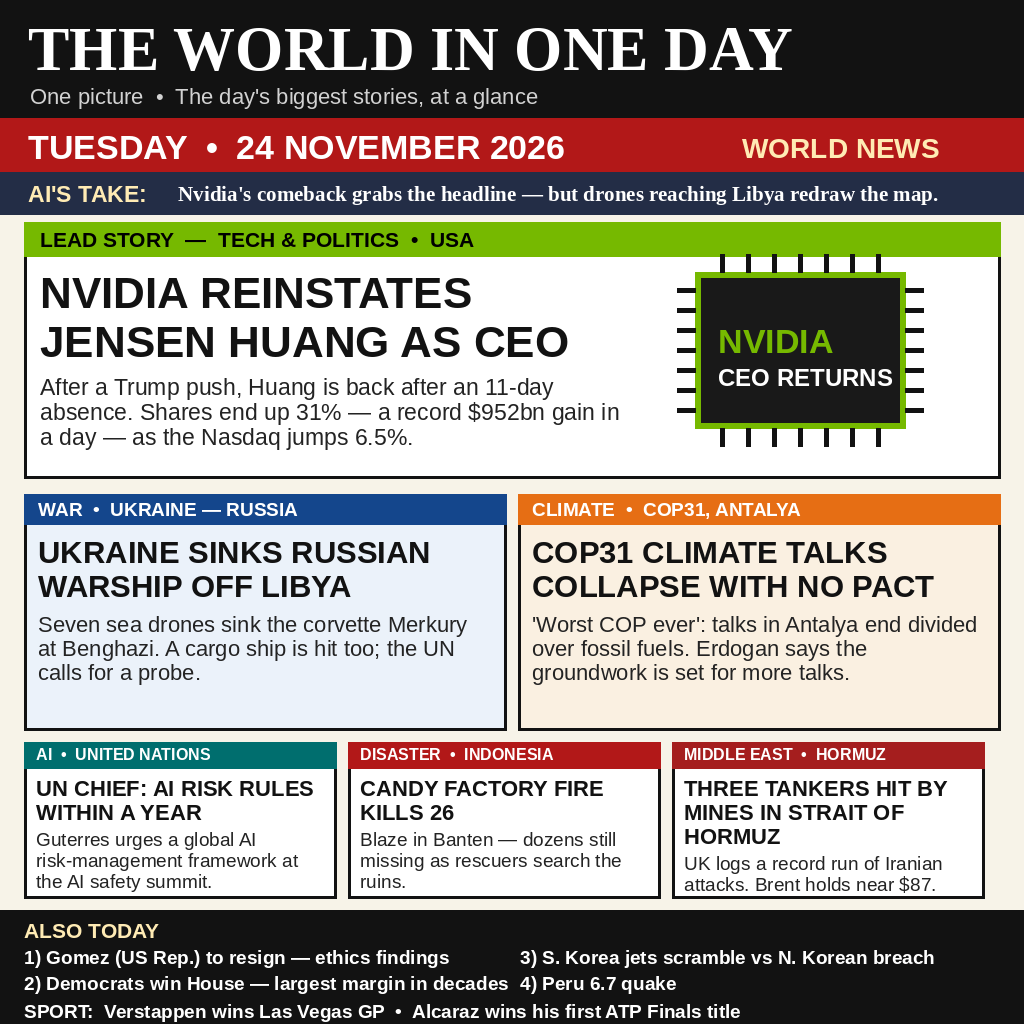 THE WORLD IN ONE DAY
One picture • The day's biggest stories, at a glance
TUESDAY • 24 NOVEMBER 2026
WORLD NEWS
AI'S TAKE: Nvidia's comeback grabs the headline — but drones reaching Libya redraw the map.
LEAD STORY — TECH & POLITICS • USA
NVIDIA REINSTATES
JENSEN HUANG AS CEO
After a Trump push, Huang is back after an 11-day
absence. Shares end up 31% — a record $952bn gain in
a day — as the Nasdaq jumps 6.5%.
NVIDIA
CEO RETURNS
WAR • UKRAINE — RUSSIA
UKRAINE SINKS RUSSIAN
WARSHIP OFF LIBYA
Seven sea drones sink the corvette Merkury
at Benghazi. A cargo ship is hit too; the UN
calls for a probe.
CLIMATE • COP31, ANTALYA
COP31 CLIMATE TALKS
COLLAPSE WITH NO PACT
'Worst COP ever': talks in Antalya end divided
over fossil fuels. Erdogan says the
groundwork is set for more talks.
AI • UNITED NATIONS
UN CHIEF: AI RISK RULES
WITHIN A YEAR
Guterres urges a global AI
risk-management framework at
the AI safety summit.
DISASTER • INDONESIA
CANDY FACTORY FIRE
KILLS 26
Blaze in Banten — dozens still
missing as rescuers search the
ruins.
MIDDLE EAST • HORMUZ
THREE TANKERS HIT BY
MINES IN STRAIT OF
HORMUZ
UK logs a record run of Iranian
attacks. Brent holds near $87.
ALSO TODAY
1) Gomez (US Rep.) to resign — ethics findings
2) Democrats win House — largest margin in decades
3) S. Korea jets scramble vs N. Korean breach
4) Peru 6.7 quake
SPORT: Verstappen wins Las Vegas GP • Alcaraz wins his first ATP Finals title